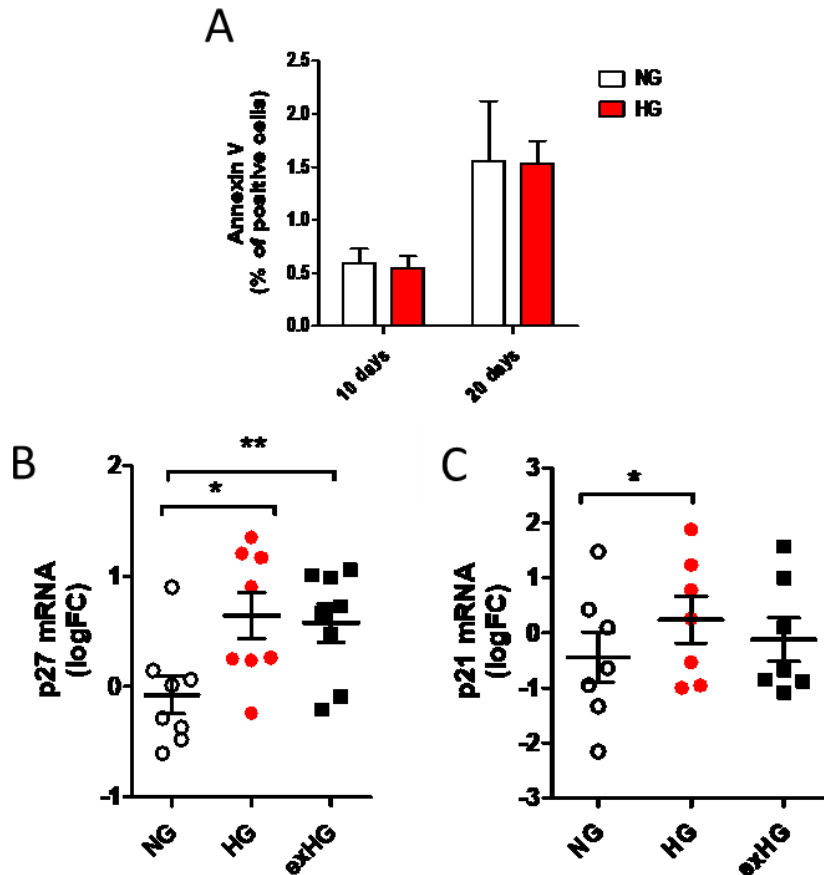 A
2.5
2.0
1.5
1.0
0.5
0.0
Annexin V
(% of positive cells)
NG
HG
10 days
20 days
B
**
*
2
1
0
-1
p27 mRNA
(logFC)
NG
HG
exHG
C
*
3
2
1
0
-1
-2
-3
p21 mRNA
(logFC)
NG
HG
exHG